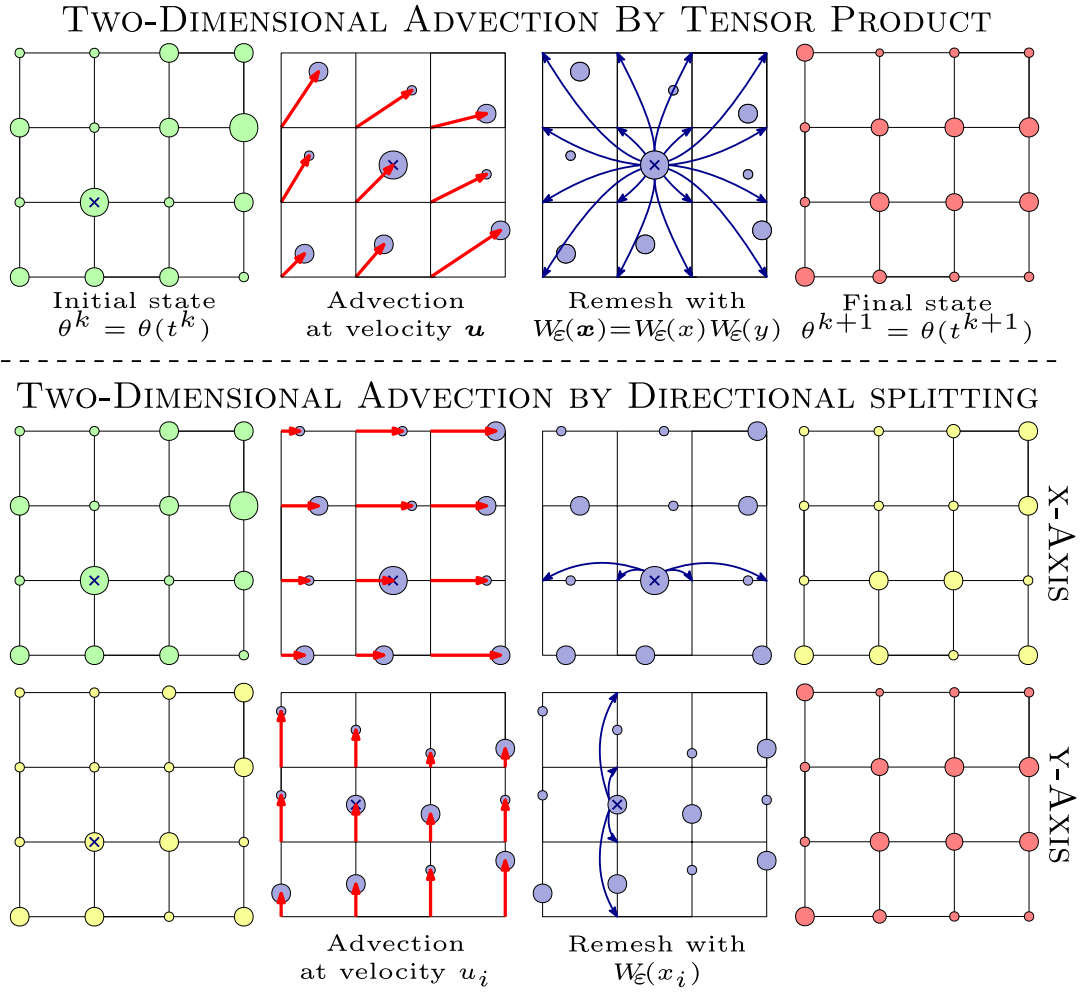 Two-Dimensional Advection By Tensor Product
Initial state
θ^k = θ(t^k)
Advection
at velocity u
Remesh with
W_ε(x)=W_ε(x)W_ε(y)
Final state
θ^{k+1} = θ(t^{k+1})
Two-Dimensional Advection by Directional splitting
X-Axis
Y-Axis
Advection
at velocity u_i
Remesh with
W_ε(x_i)